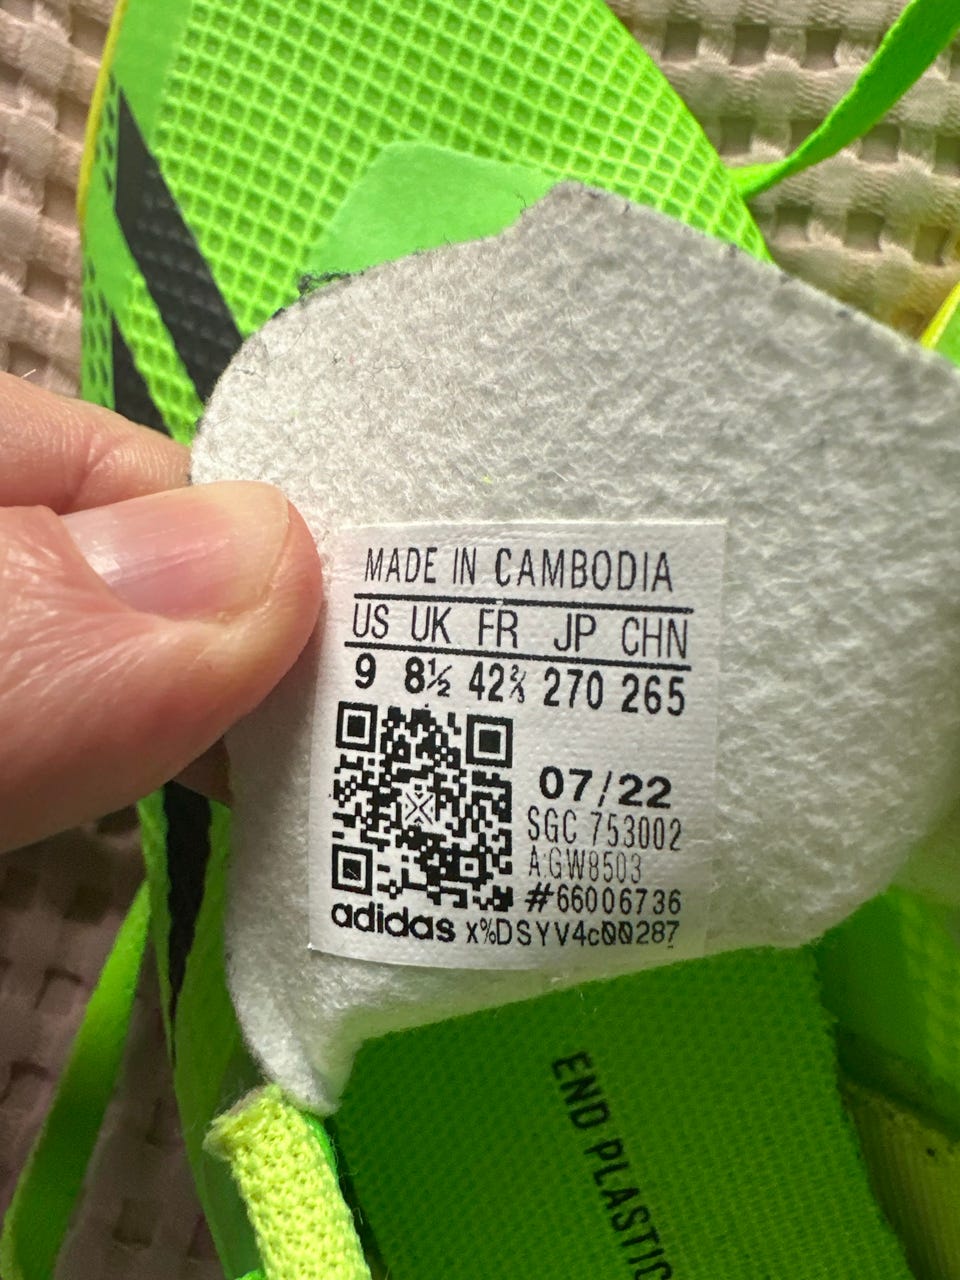 MADE IN CAMBODIA
US UK FR JP CHN
9 8½ 42⅔ 270 265
07/22
SGC 753002
A:GW8503
#66006736
adidas x%DSYV4c00287
END PLASTIC